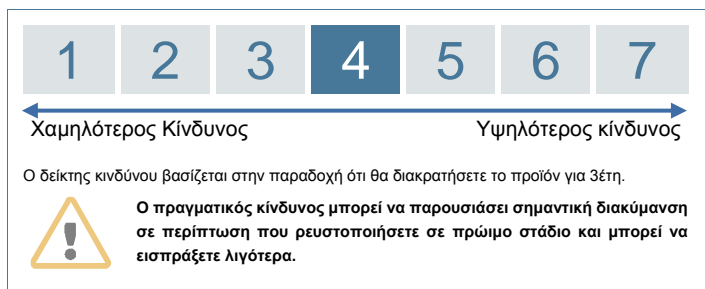 1 2 3 4 5 6 7
Χαμηλότερος Κίνδυνος Υψηλότερος κίνδυνος
Ο δείκτης κινδύνου βασίζεται στην παραδοχή ότι θα διακρατήσετε το προϊόν για 3έτη.
Ο πραγματικός κίνδυνος μπορεί να παρουσιάσει σημαντική διακύμανση
σε περίπτωση που ρευστοποιήσετε σε πρώιμο στάδιο και μπορεί να
εισπράξετε λιγότερα.